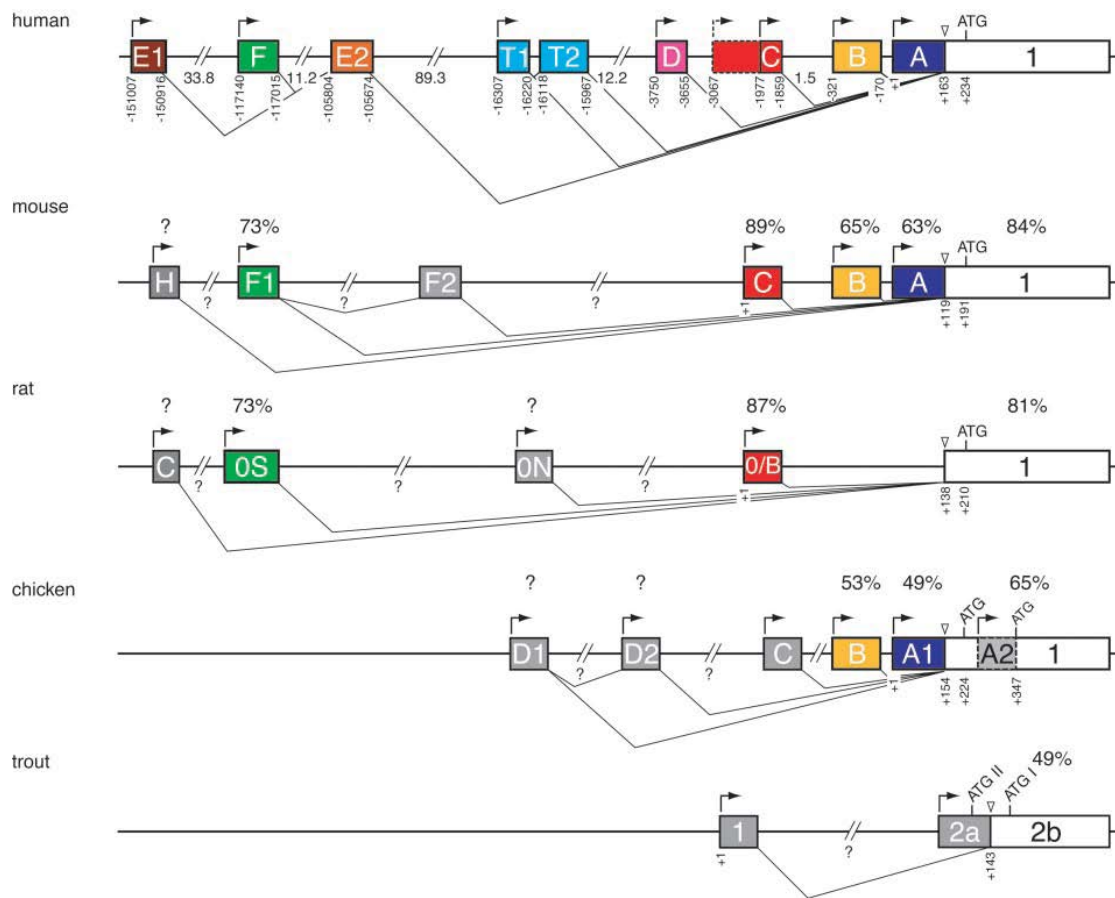 human
ATG
E1 F E2 T1 T2 D C B A 1
33.8 11.2 89.3 12.2 1.5
-151007 -150916 -117140 -117015 -105804 -105674 -16307 -16220 -16118 -15967 -3750 -3655 -3067 -1977 -1859 -321 -170 +1 +163 +234
mouse
? 73% 89% 65% 63% 84%
ATG
H F1 F2 C B A 1
? ? ? +1 +119 +191
rat
? 73% ? 87% 81%
ATG
C 0S 0N 0/B 1
? ? ? +1 +138 +210
chicken
? ? 53% 49% 65%
ATG ATG
D1 D2 C B A1 A2 1
? ? +1 +154 +224 +347
trout
49%
ATG II ATG I
1 2a 2b
+1 ? +143